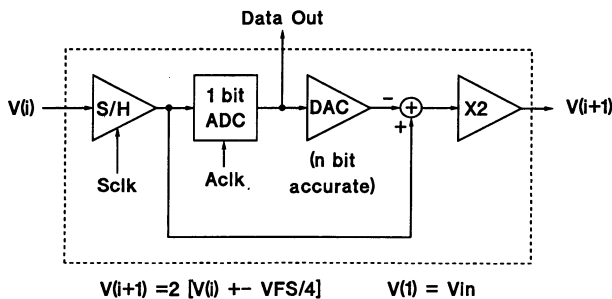 Data Out
V(i)
S/H
1 bit
ADC
DAC
X2
V(i+1)
-
+
+
Sclk
Aclk
(n bit
accurate)
V(i+1) =2 [V(i) +- VFS/4]
V(1) = Vin